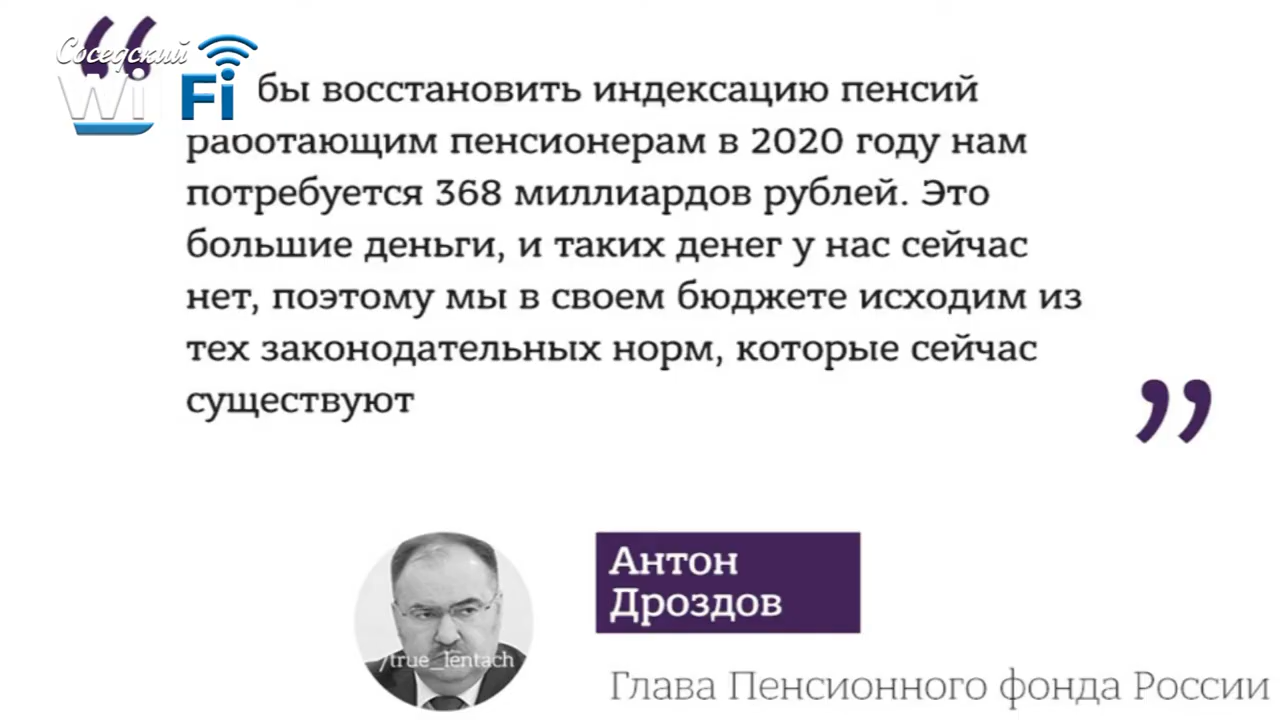 Соседский
Wi Fi
бы восстановить индексацию пенсий
работающим пенсионерам в 2020 году нам
потребуется 368 миллиардов рублей. Это
большие деньги, и таких денег у нас сейчас
нет, поэтому мы в своем бюджете исходим из
тех законодательных норм, которые сейчас
существуют
”
Антон
Дроздов
/true_lentach
Глава Пенсионного фонда России